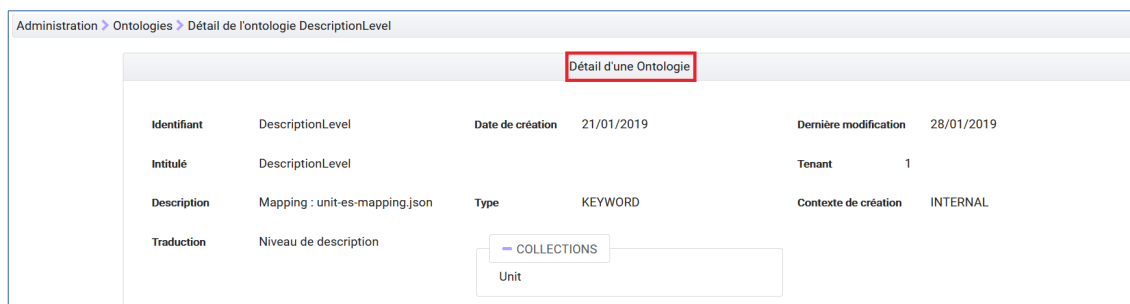 Administration > Ontologies > Détail de l'ontologie DescriptionLevel
Détail d'une Ontologie
Identifiant DescriptionLevel Date de création 21/01/2019 Dernière modification 28/01/2019
Intitulé DescriptionLevel Tenant 1
Description Mapping : unit-es-mapping.json Type KEYWORD Contexte de création INTERNAL
Traduction Niveau de description
COLLECTIONS
Unit